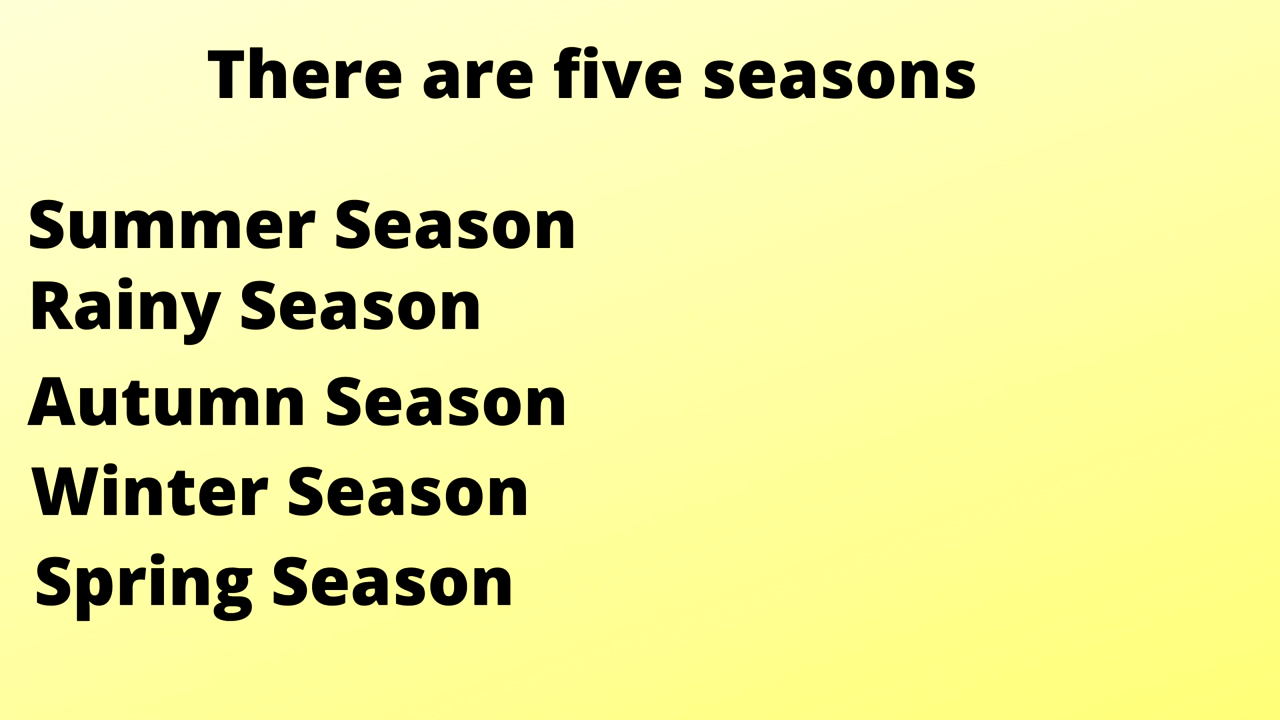 There are five seasons
Summer Season
Rainy Season
Autumn Season
Winter Season
Spring Season